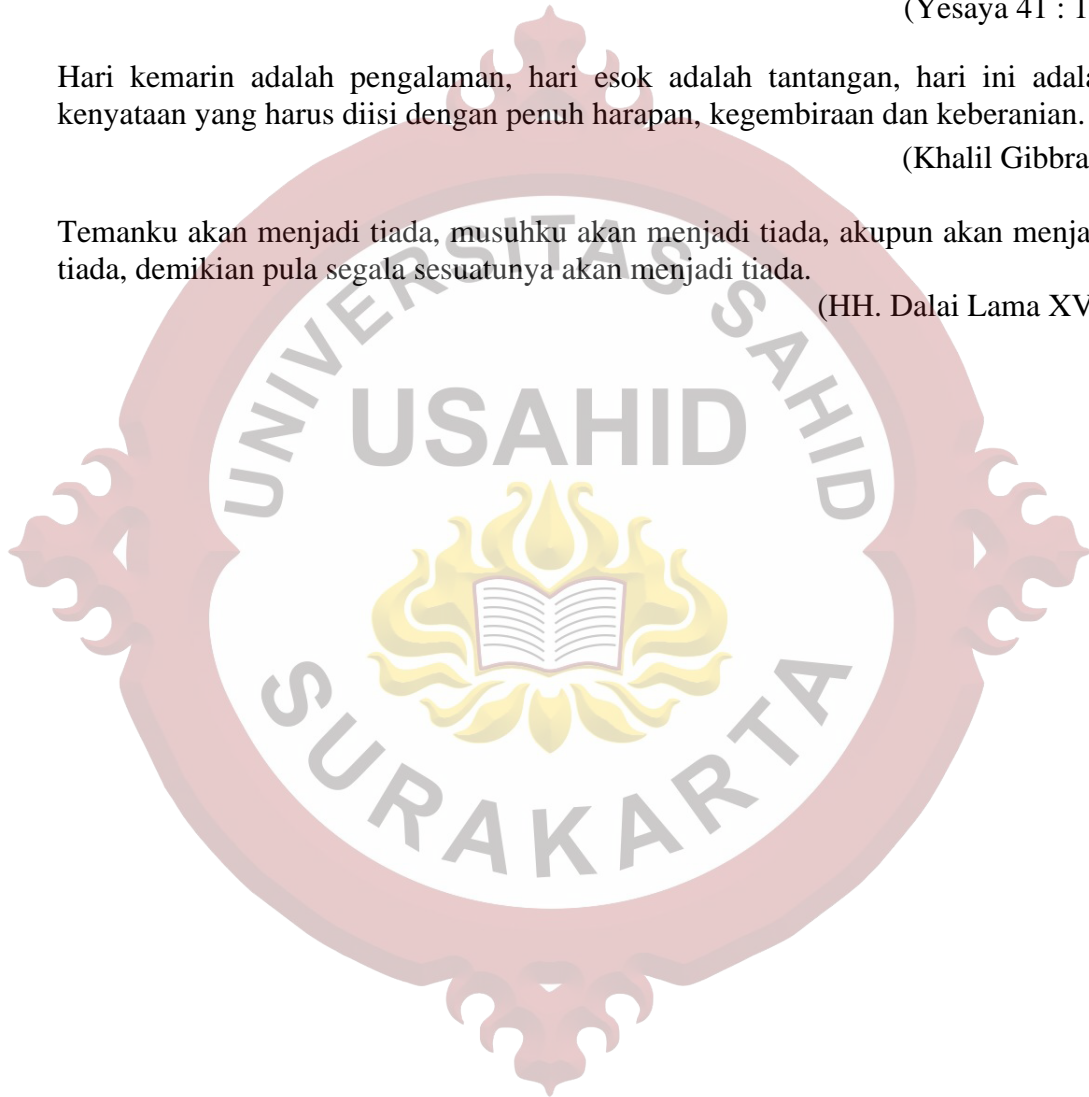 (Yesaya 41 : 1
Hari kemarin adalah pengalaman, hari esok adalah tantangan, hari ini adala
kenyataan yang harus diisi dengan penuh harapan, kegembiraan dan keberanian.
(Khalil Gibbra
Temanku akan menjadi tiada, musuhku akan menjadi tiada, akupun akan menja
tiada, demikian pula segala sesuatunya akan menjadi tiada.
(HH. Dalai Lama XV
UNIVERSITAS SAHID
USAHID
SURAKARTA